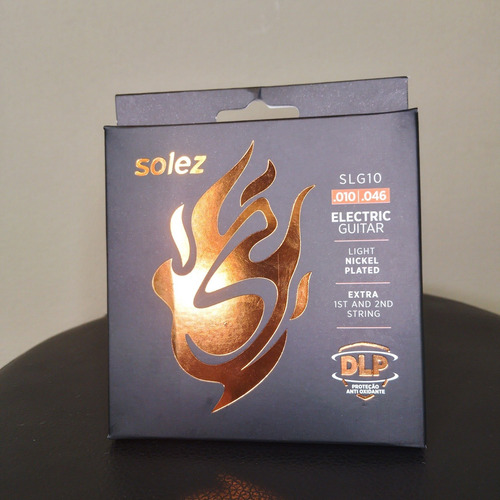 solez
SLG10
.010 .046
ELECTRIC
GUITAR
LIGHT
NICKEL
PLATED
EXTRA
1ST AND 2ND
STRING
DLP
PROTEÇÃO
ANTI OXIDANTE